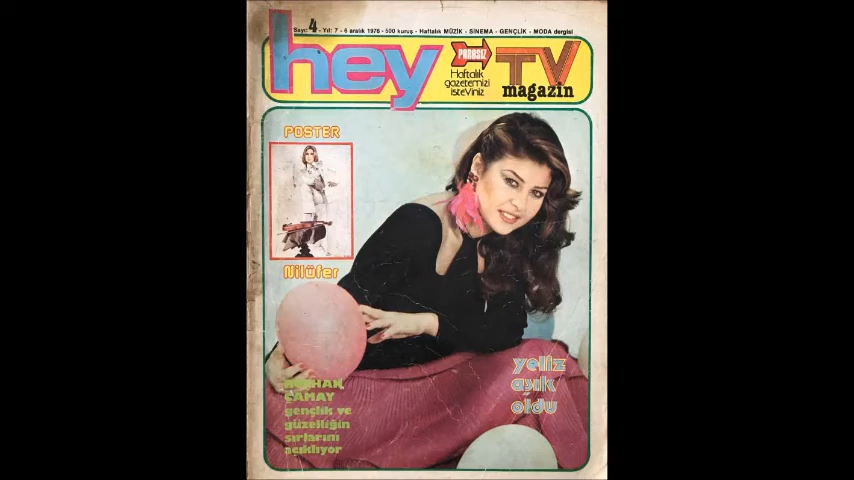 Sayı: 4 - Yıl: 7 - 6 aralık 1976 - 500 kuruş - Haftalık MÜZİK - SİNEMA - GENÇLİK - MODA dergisi
hey
PARASIZ
Haftalık
gazetemizi
isteyiniz
TV
magazin
POSTER
Nilüfer
CAMAY
gençlik ve
güzelliğin
sırlarını
açıklıyor
yeliz
aşık
oldu